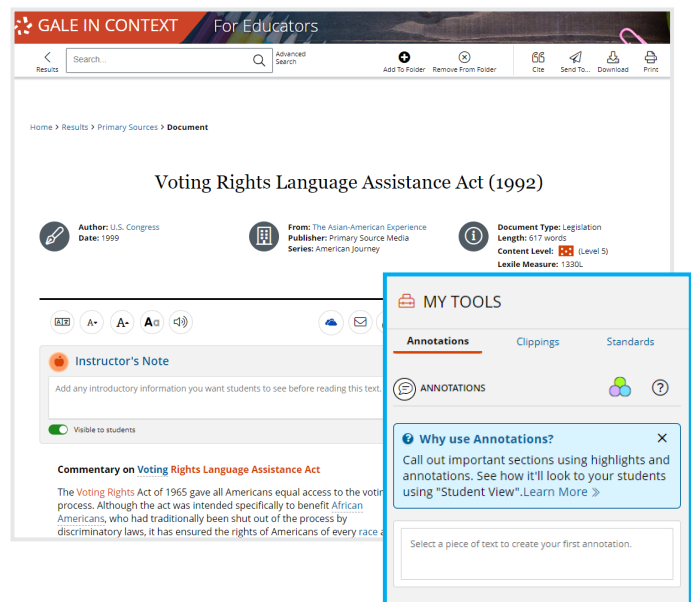 GALE IN CONTEXT For Educators
Results
Search...
Advanced
Search
Add To Folder Remove From Folder Cite Send To... Download Print
Home > Results > Primary Sources > Document
Voting Rights Language Assistance Act (1992)
Author: U.S. Congress
Date: 1999
From: The Asian-American Experience
Publisher: Primary Source Media
Series: American Journey
Document Type: Legislation
Length: 617 words
Content Level: (Level 5)
Lexile Measure: 1330L
A- A+ Aa
Instructor's Note
Add any introductory information you want students to see before reading this text.
Visible to students
Commentary on Voting Rights Language Assistance Act
The Voting Rights Act of 1965 gave all Americans equal access to the
process. Although the act was intended specifically to benefit African
Americans, who had traditionally been shut out of the process by
discriminatory laws, it has ensured the rights of Americans of every race
MY TOOLS
Annotations Clippings Standards
ANNOTATIONS
?
Why use Annotations?
Call out important sections using highlights and
annotations. See how it'll look to your students
using "Student View".Learn More »
Select a piece of text to create your first annotation.